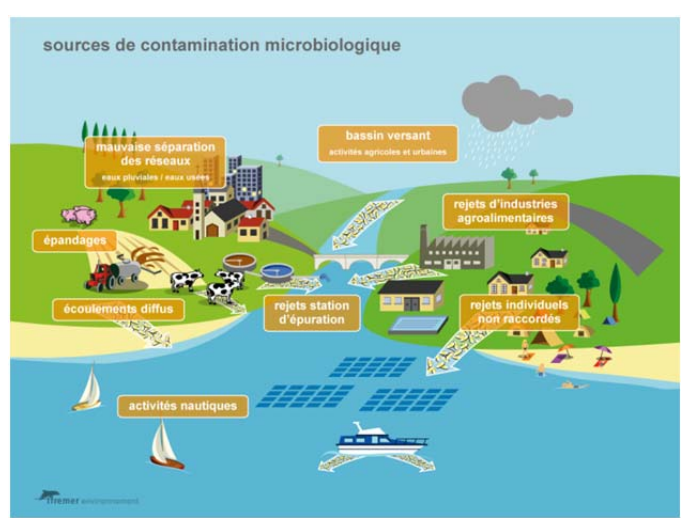 sources de contamination microbiologique
bassin versant
activités agricoles et urbaines
mauvaise séparation
des réseaux
eaux pluviales / eaux usées
rejets d'industries
agroalimentaires
épandages
écoulements diffus
rejets station
d'épuration
rejets individuels
non raccordés
activités nautiques
ifremer environnement